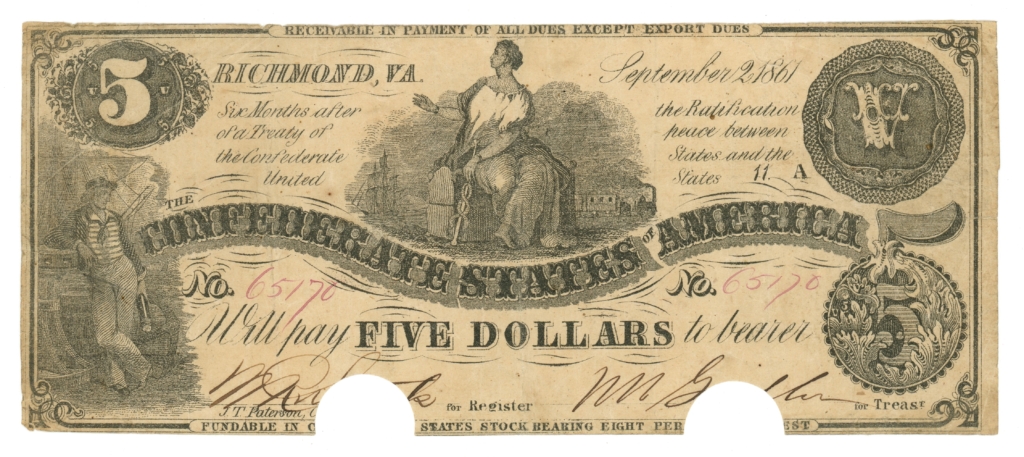 RECEIVABLE IN PAYMENT OF ALL DUES EXCEPT EXPORT DUES
5
RICHMOND, VA.
September 2, 1861
V
U U
Six Months after
of a Treaty of
the Confederate
United
the Ratification
peace between
States and the
States 11 A
THE
CONFEDERATE STATES OF AMERICA
No. 65170
No. 65170
5
Will pay FIVE DOLLARS to bearer
5
J.T. Paterson,
for Register
for Treasr
FUNDABLE IN C
STATES STOCK BEARING EIGHT PER
EST